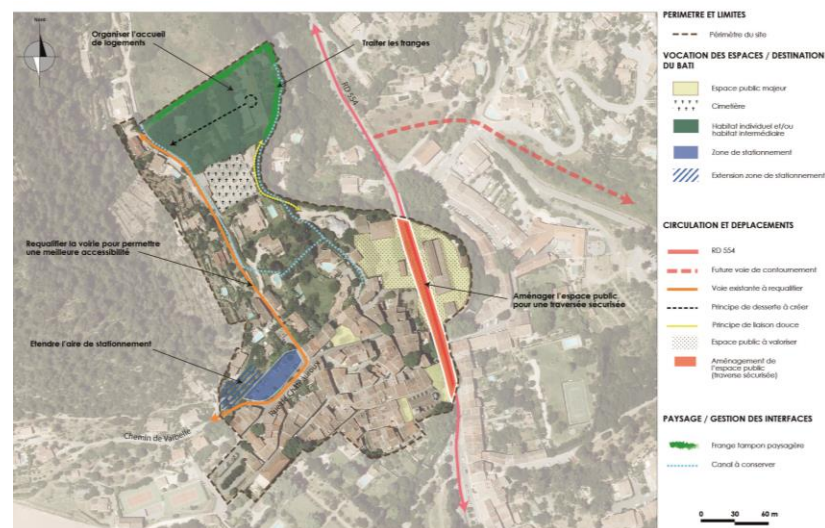 Nord
Organiser l'accueil
de logements
Traiter les franges
RD 554
Requalifier la voirie pour permettre
une meilleure accessibilité
Aménager l'espace public
pour une traversée sécurisée
Etendre l'aire de stationnement
Chemin de Valbelle
PERIMETRE ET LIMITES
Périmètre du site
VOCATION DES ESPACES / DESTINATION
DU BATI
Espace public majeur
Cimetière
Habitat individuel et/ou
habitat intermédiaire
Zone de stationnement
Extension zone de stationnement
CIRCULATION ET DEPLACEMENTS
RD 554
Future voie de contournement
Voie existante à requalifier
Principe de desserte à créer
Principe de liaison douce
Espace public à valoriser
Aménagement de
l'espace public
(traverse sécurisée)
PAYSAGE / GESTION DES INTERFACES
Frange tampon paysagère
Canal à conserver
0 30 60 m